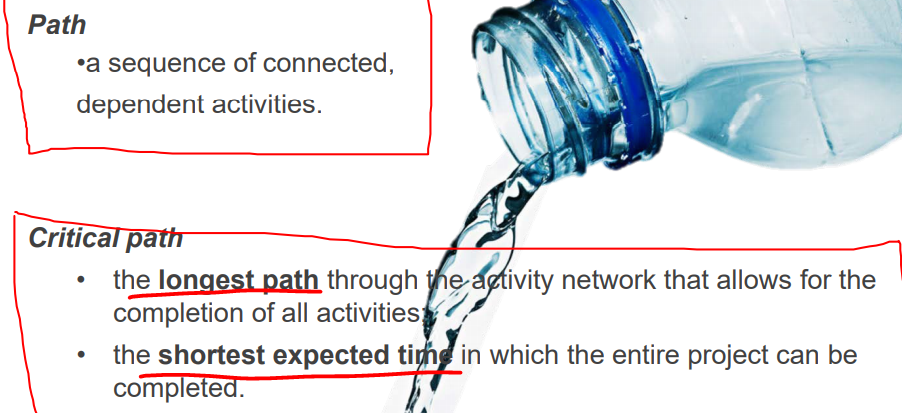 Path
•a sequence of connected,
dependent activities.
Critical path
• the longest path through the activity network that allows for the
completion of all activities;
• the shortest expected time in which the entire project can be
completed.